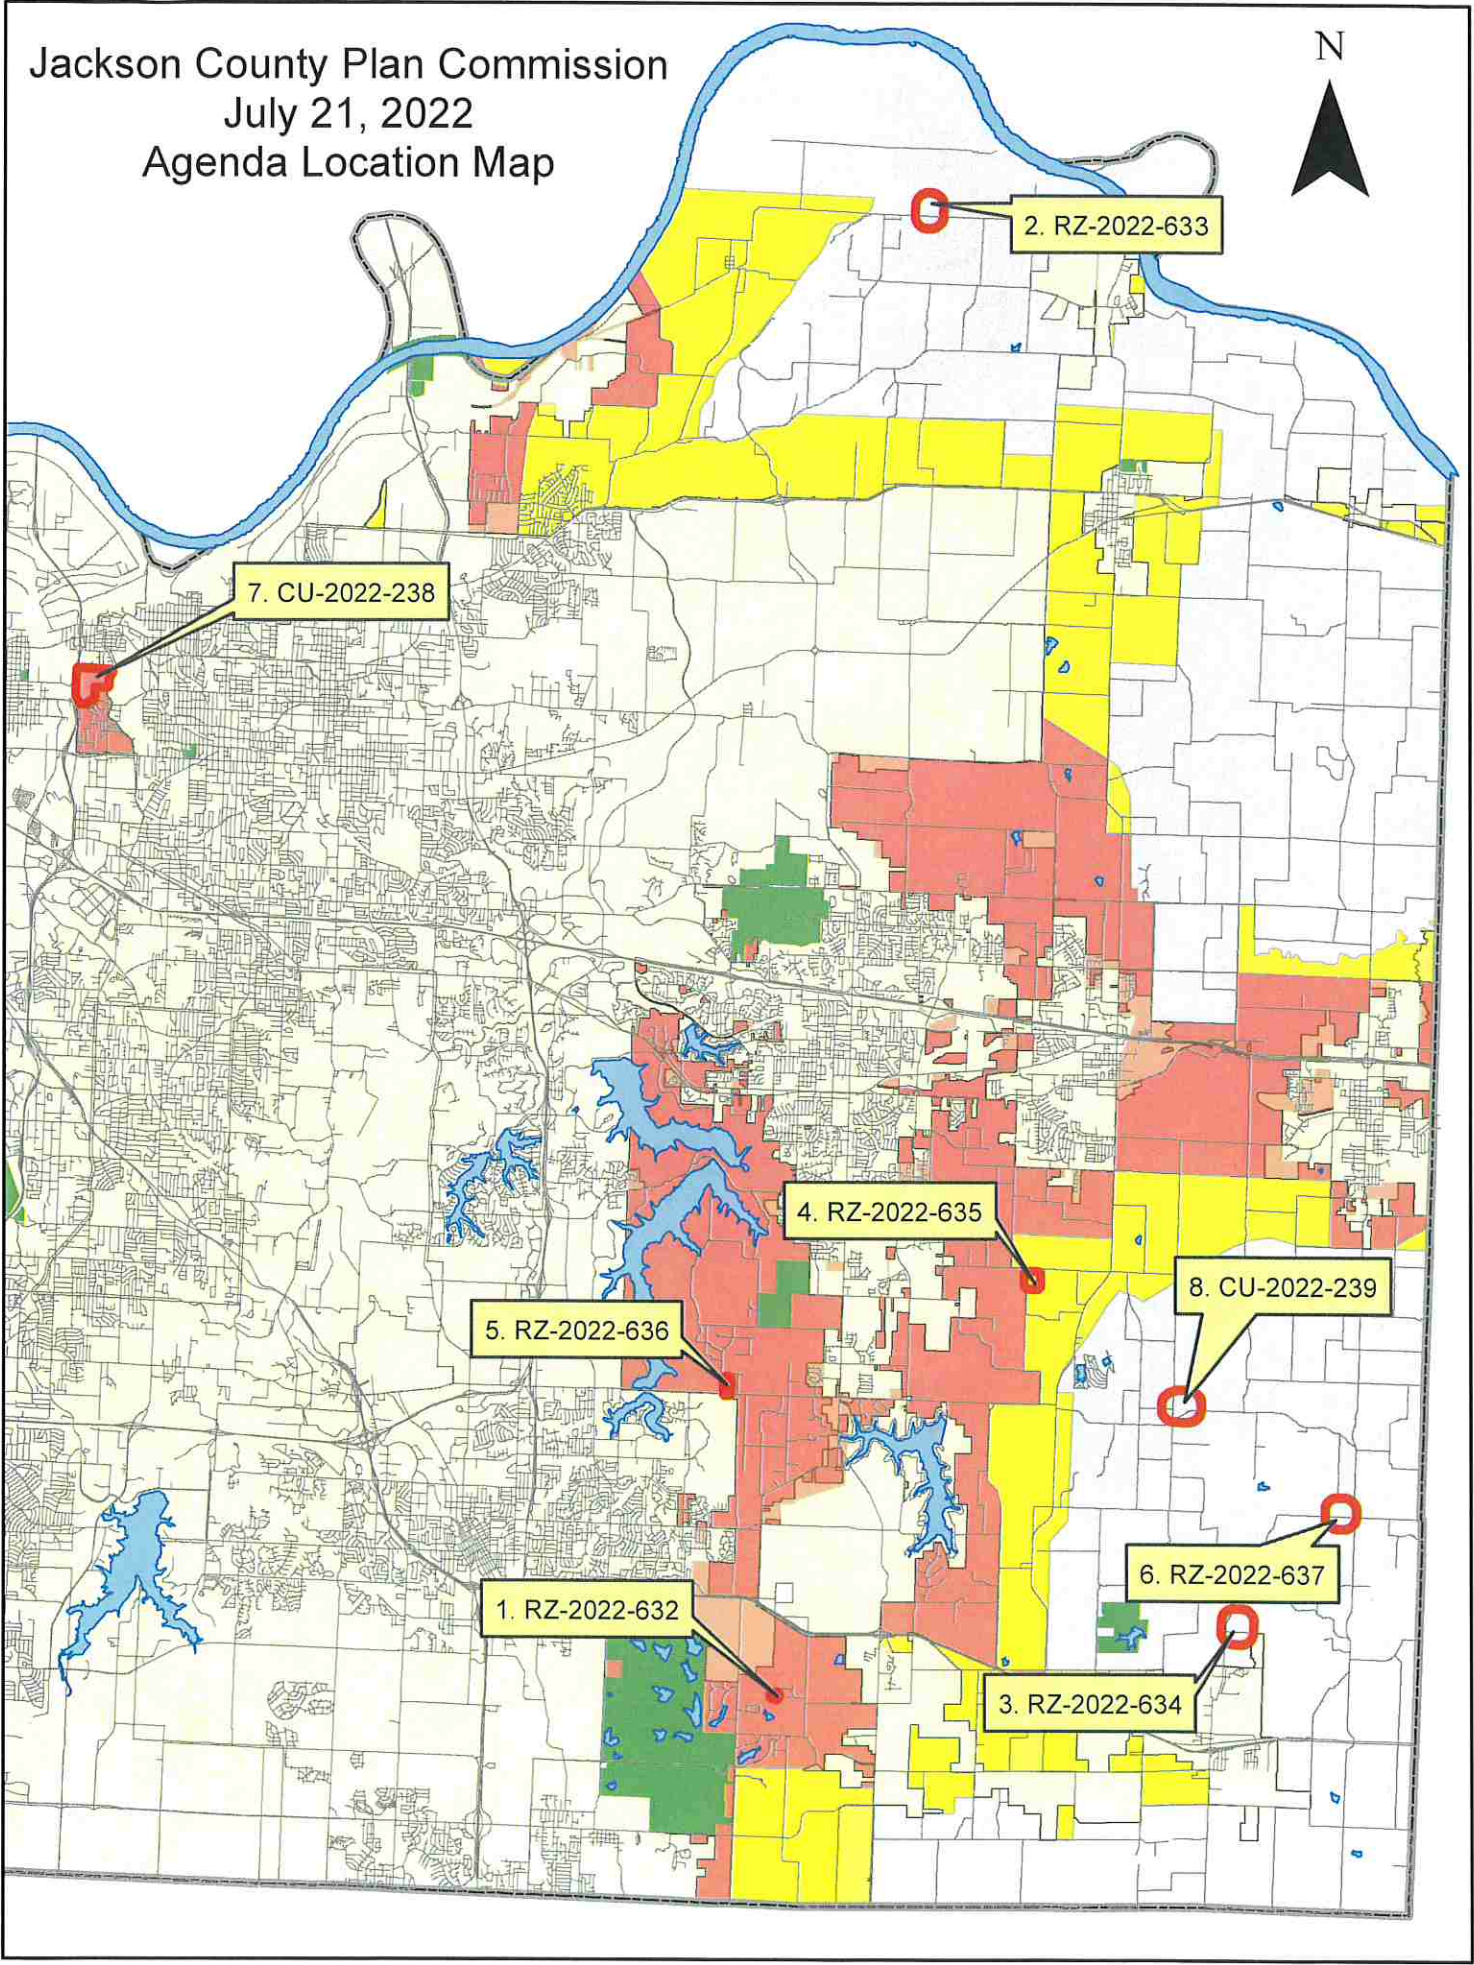 Jackson County Plan Commission
July 21, 2022
Agenda Location Map
N
2. RZ-2022-633
7. CU-2022-238
4. RZ-2022-635
8. CU-2022-239
5. RZ-2022-636
6. RZ-2022-637
1. RZ-2022-632
3. RZ-2022-634